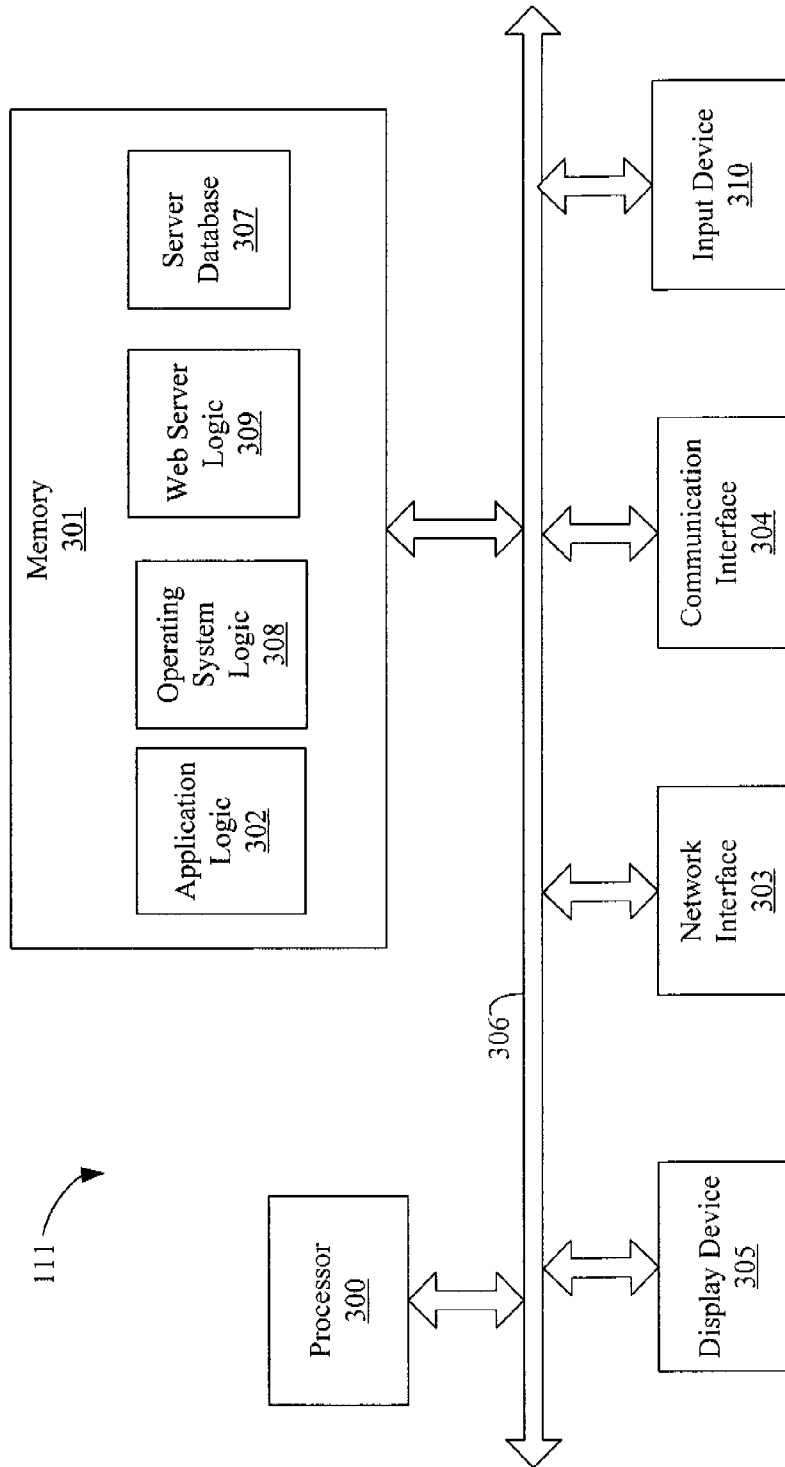 111
Processor
300
Memory
301
Application
Logic
302
Operating
System
Logic
308
Web Server
Logic
309
Server
Database
307
306
Display Device
305
Network
Interface
303
Communication
Interface
304
Input Device
310